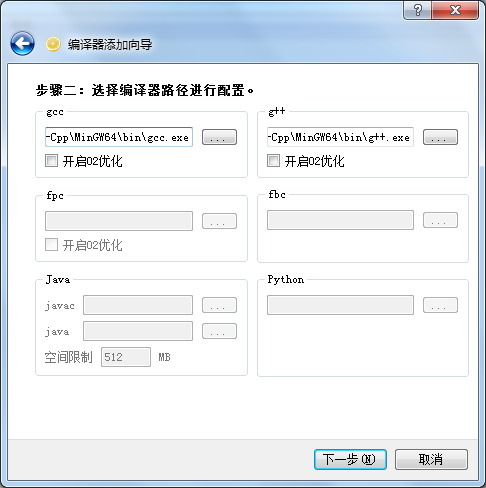 编译器添加向导
步骤二：选择编译器路径进行配置。
gcc
-Cpp\MinGW64\bin\gcc.exe ...
开启O2优化
g++
-Cpp\MinGW64\bin\g++.exe ...
开启O2优化
fpc
...
开启O2优化
fbc
...
Java
javac ...
java ...
空间限制 512 MB
Python
...
下一步(N) 取消